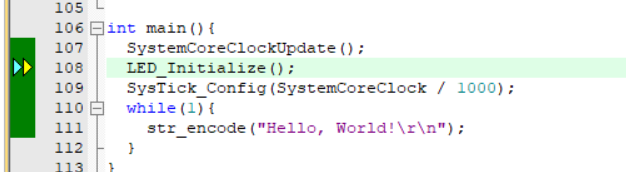 105
106 int main(){
107 SystemCoreClockUpdate();
108 LED_Initialize();
109 SysTick_Config(SystemCoreClock / 1000);
110 while(1){
111 str_encode("Hello, World!\r\n");
112 }
113 }